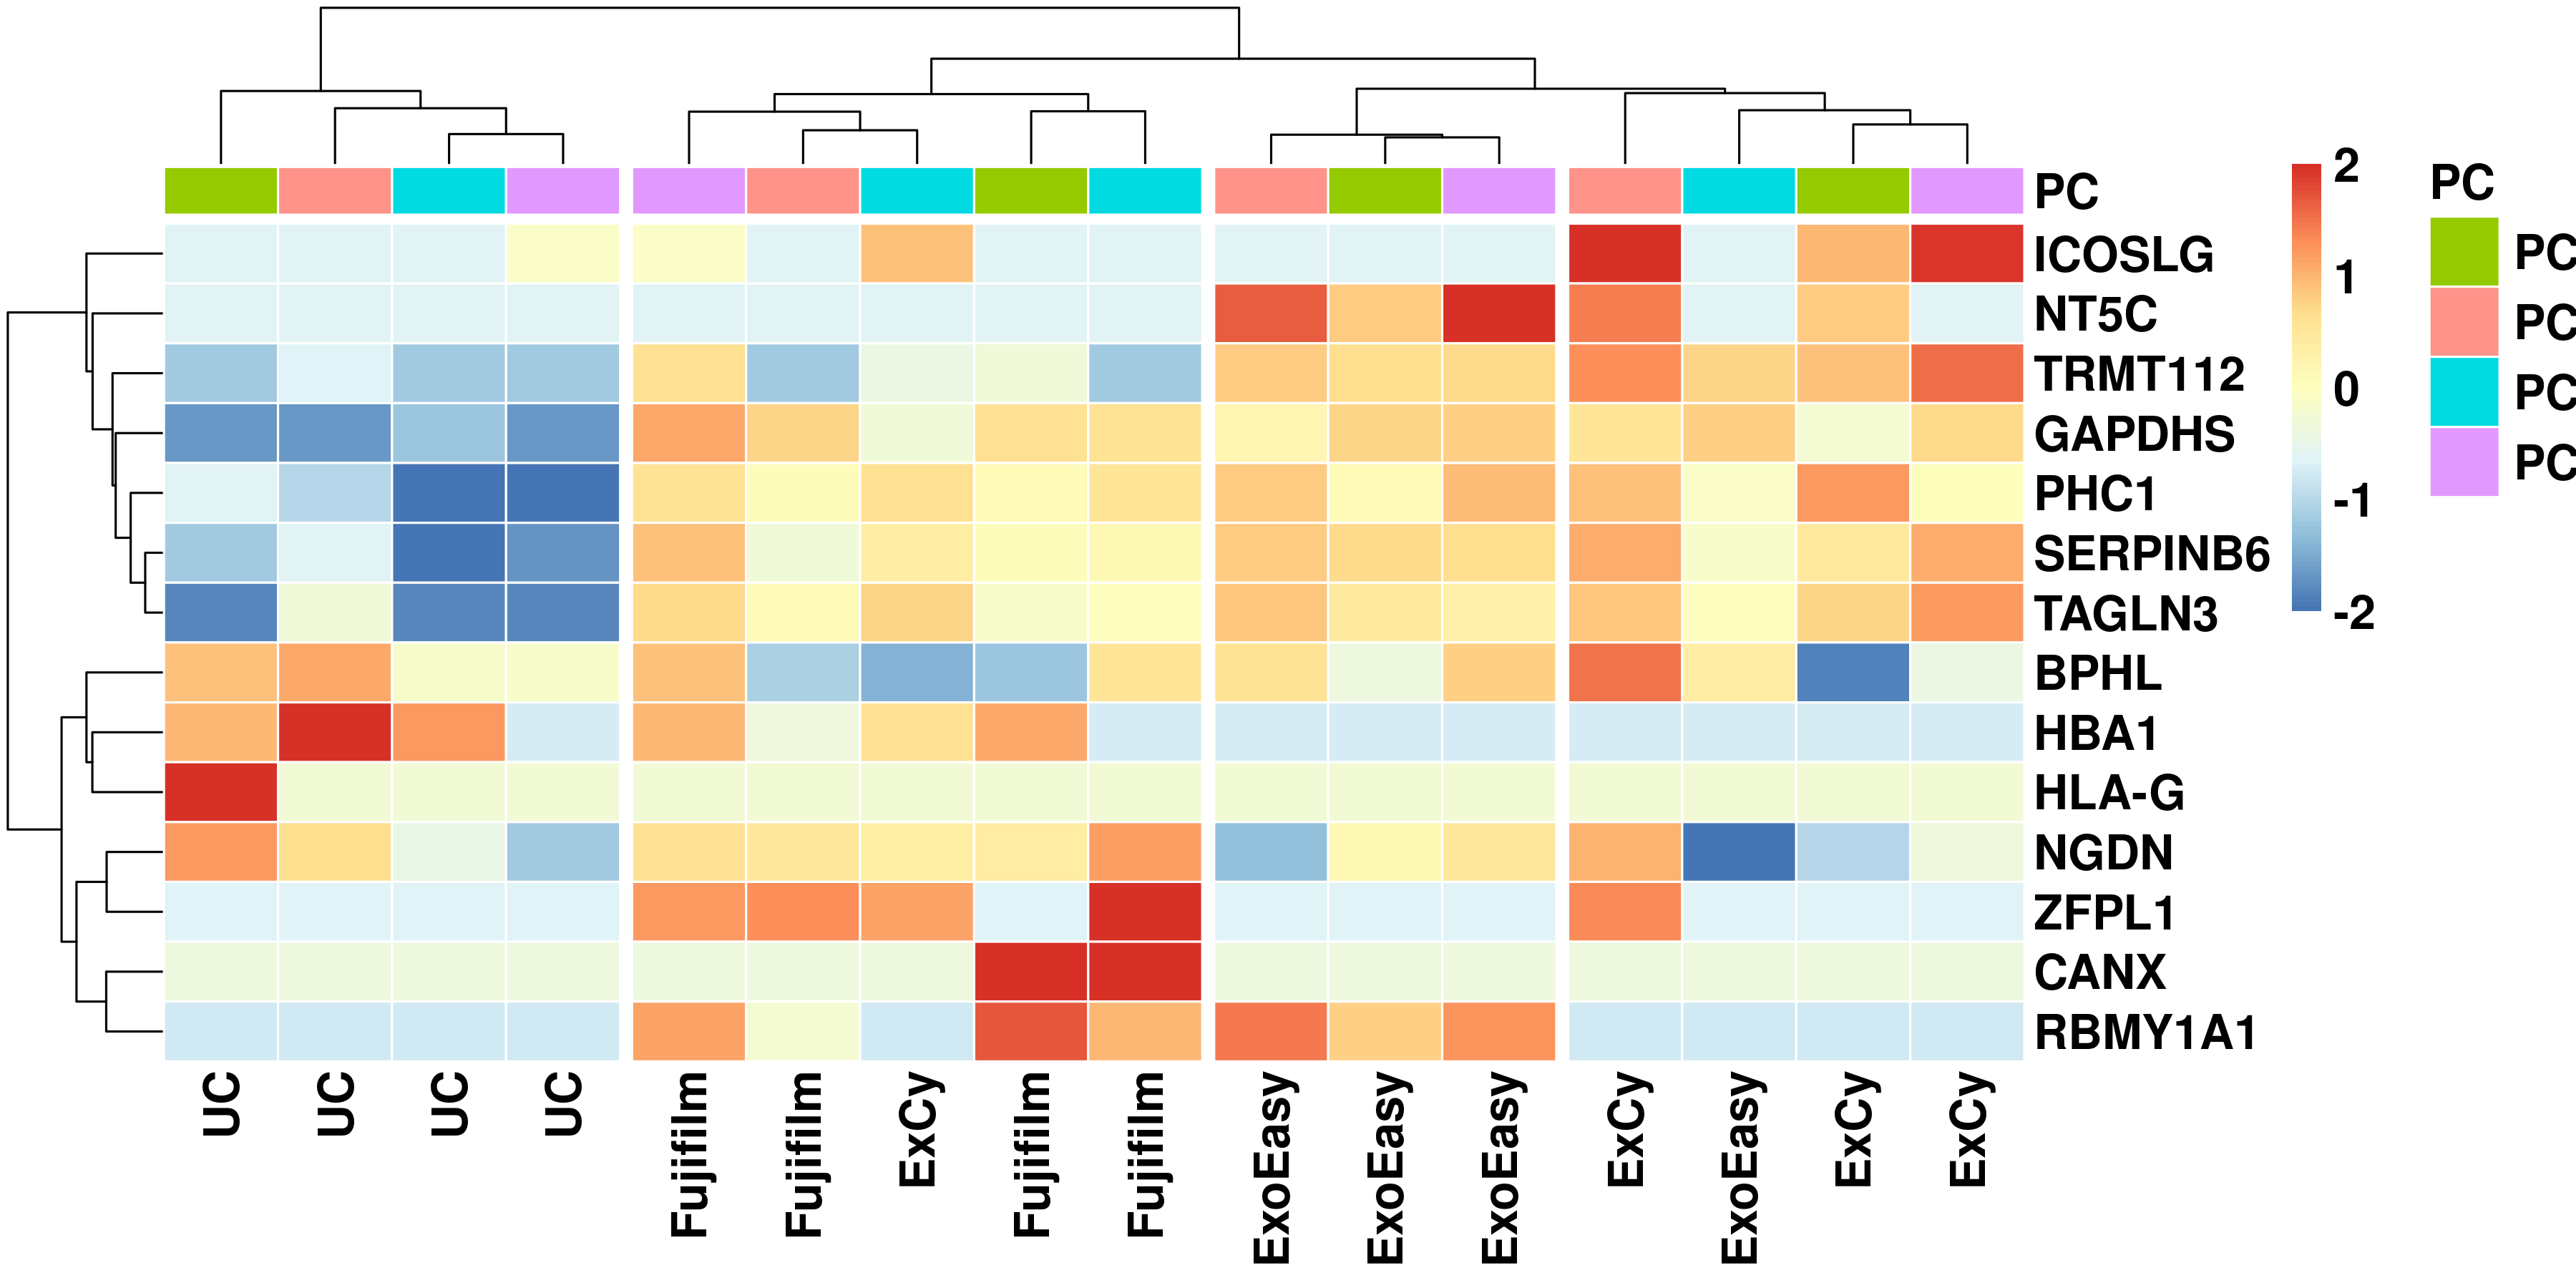 PC
ICOSLG
NT5C
TRMT112
GAPDHS
PHC1
SERPINB6
TAGLN3
BPHL
HBA1
HLA-G
NGDN
ZFPL1
CANX
RBMY1A1
UC
UC
UC
UC
Fujifilm
Fujifilm
ExCy
Fujifilm
Fujifilm
ExoEasy
ExoEasy
ExoEasy
ExCy
ExoEasy
ExCy
ExCy
2
1
0
-1
-2
PC
PC
PC
PC
PC